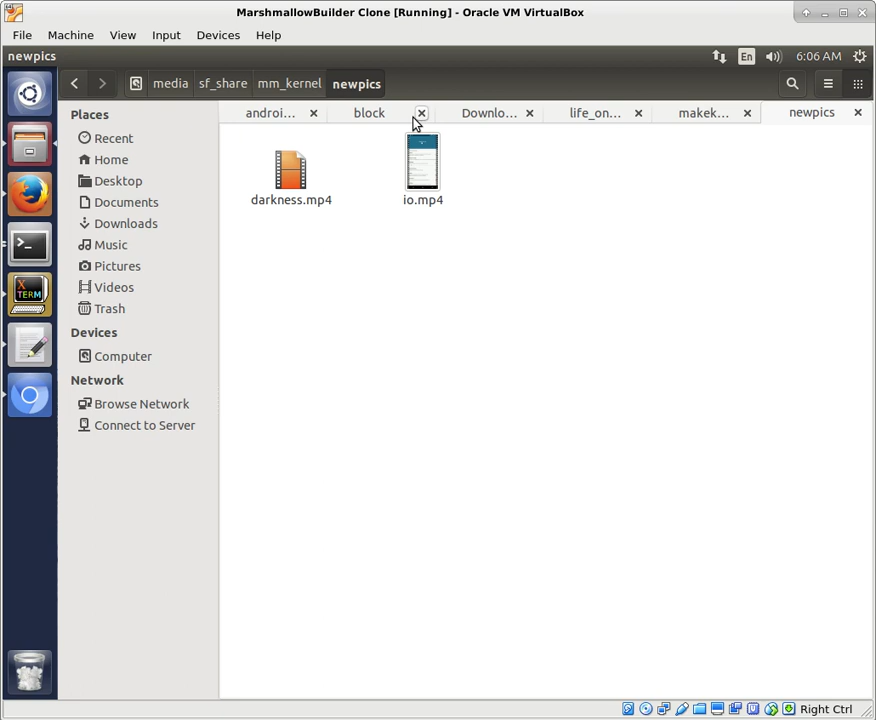 MarshmallowBuilder Clone [Running] - Oracle VM VirtualBox
File Machine View Input Devices Help
newpics
En
6:06 AM
media sf_share mm_kernel newpics
Places
Recent
Home
Desktop
Documents
Downloads
Music
Pictures
Videos
Trash
Devices
Computer
Network
Browse Network
Connect to Server
androi... block Downlo... life_on... makek... newpics
darkness.mp4 io.mp4
X
TERM
Right Ctrl